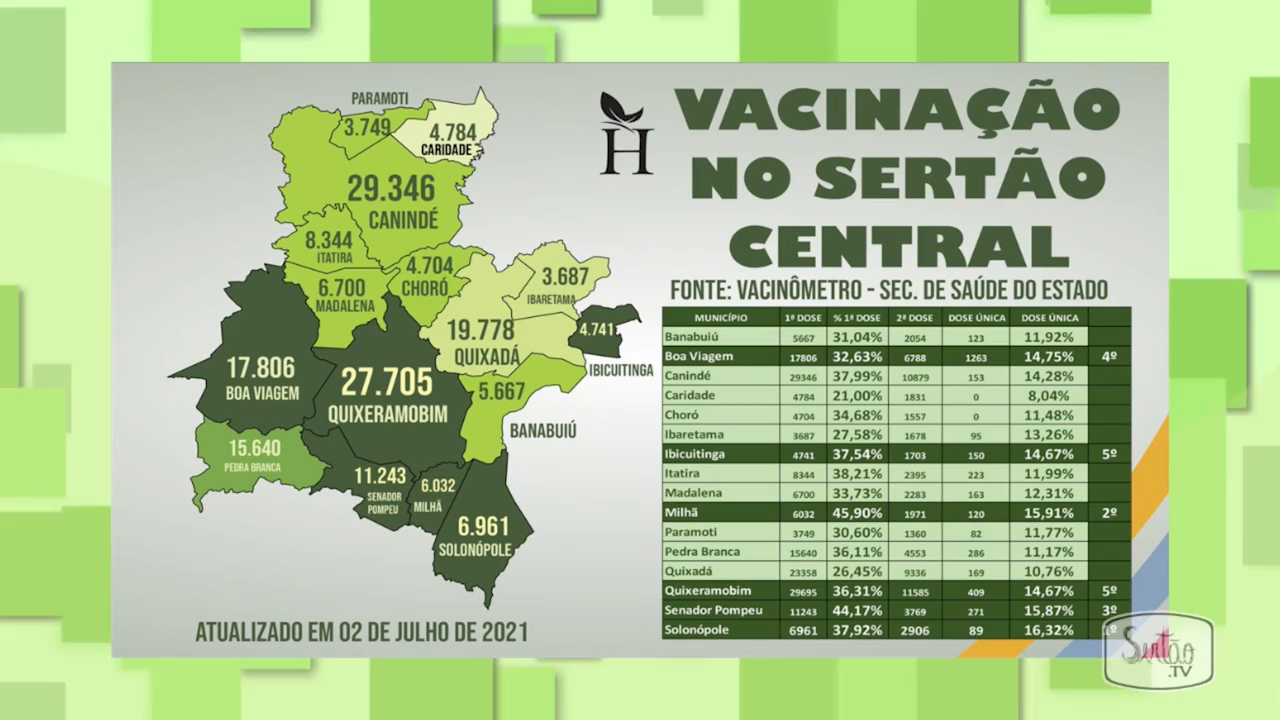 VACINAÇÃO
NO SERTÃO
CENTRAL
FONTE: VACINÔMETRO - SEC. DE SAÚDE DO ESTADO
H
PARAMOTI
3.749
4.784
CARIDADE
29.346
CANINDÉ
8.344
ITATIRA
4.704
CHORÓ
6.700
MADALENA
3.687
IBARETAMA
19.778
QUIXADÁ
4.741
IBICUITINGA
17.806
BOA VIAGEM
27.705
QUIXERAMOBIM
5.667
BANABUIÚ
15.640
PEDRA BRANCA
11.243
SENADOR
POMPEU
6.032
MILHÃ
6.961
SOLONÓPOLE
ATUALIZADO EM 02 DE JULHO DE 2021
MUNICÍPIO 1ª DOSE % 1ª DOSE 2ª DOSE DOSE ÚNICA DOSE ÚNICA
Banabuiú 5667 31,04% 2054 123 11,92%
Boa Viagem 17806 32,63% 6788 1263 14,75% 4º
Canindé 29346 37,99% 10879 153 14,28%
Caridade 4784 21,00% 1831 0 8,04%
Choró 4704 34,68% 1557 0 11,48%
Ibaretama 3687 27,58% 1678 95 13,26%
Ibicuitinga 4741 37,54% 1703 150 14,67% 5º
Itatira 8344 38,21% 2395 223 11,99%
Madalena 6700 33,73% 2283 163 12,31%
Milhã 6032 45,90% 1971 120 15,91% 2º
Paramoti 3749 30,60% 1360 82 11,77%
Pedra Branca 15640 36,11% 4553 286 11,17%
Quixadá 23358 26,45% 9336 169 10,76%
Quixeramobim 29695 36,31% 11585 409 14,67% 5º
Senador Pompeu 11243 44,17% 3769 271 15,87% 3º
Solonópole 6961 37,92% 2906 89 16,32% 1º
Sertão
.TV